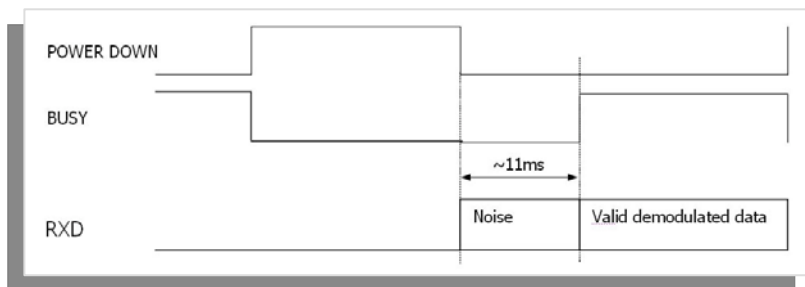 POWER DOWN
BUSY
~11ms
RXD
Noise
Valid demodulated data